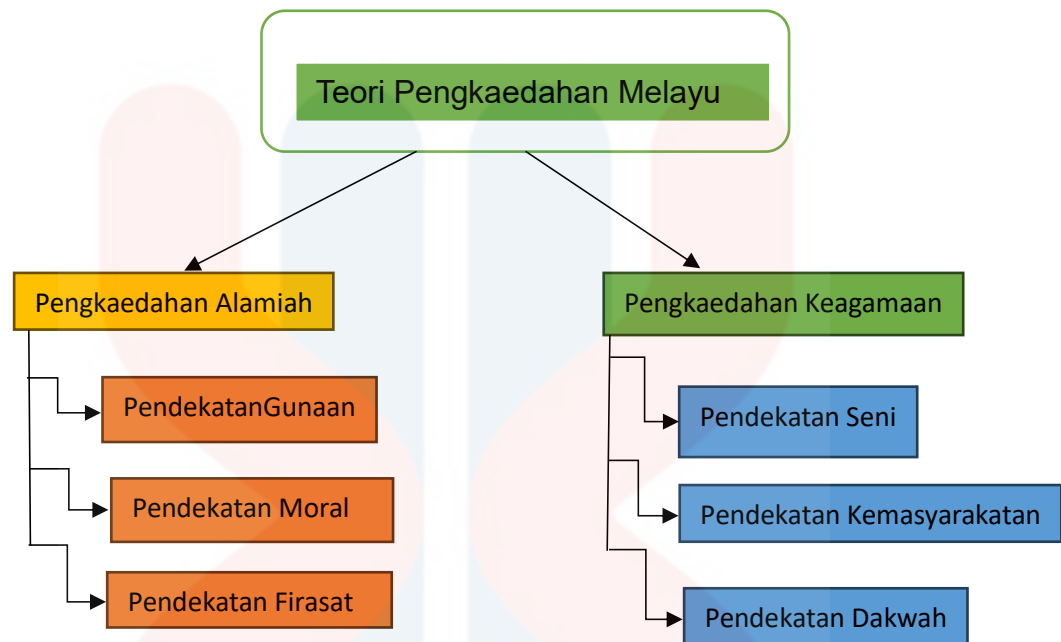 Teori Pengkaedahan Melayu
Pengkaedahan Alamiah
PendekatanGunaan
Pendekatan Moral
Pendekatan Firasat
Pengkaedahan Keagamaan
Pendekatan Seni
Pendekatan Kemasyarakatan
Pendekatan Dakwah